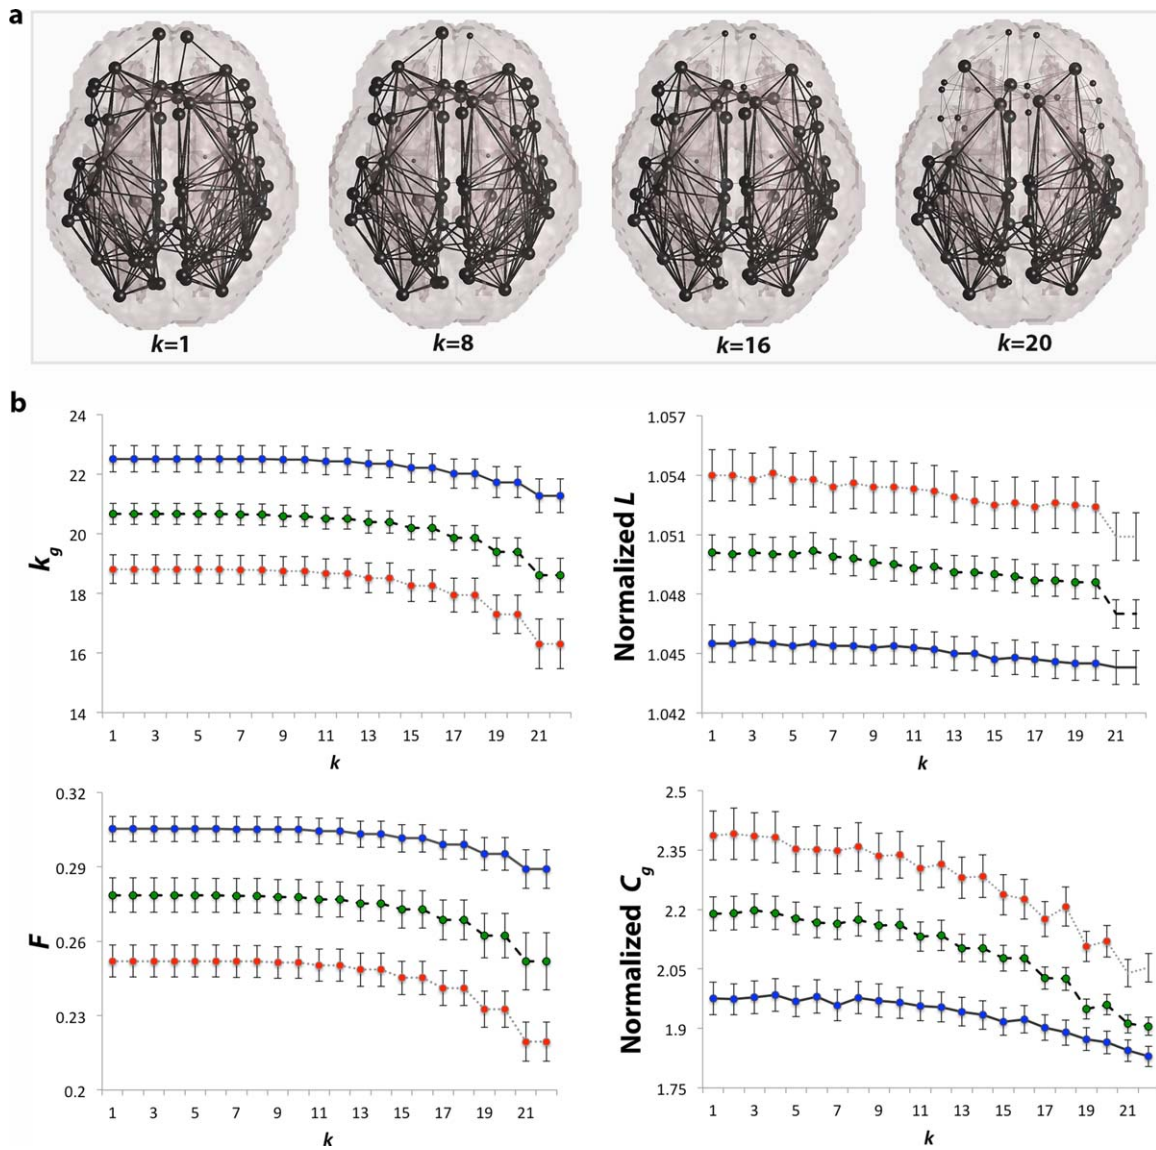 a
k=1
k=8
k=16
k=20
b
kg
24
22
20
18
16
14
1 3 5 7 9 11 13 15 17 19 21
k
Normalized L
1.057
1.054
1.051
1.048
1.045
1.042
1 3 5 7 9 11 13 15 17 19 21
k
F
0.32
0.29
0.26
0.23
0.2
1 3 5 7 9 11 13 15 17 19 21
k
Normalized Cg
2.5
2.35
2.2
2.05
1.9
1.75
1 3 5 7 9 11 13 15 17 19 21
k